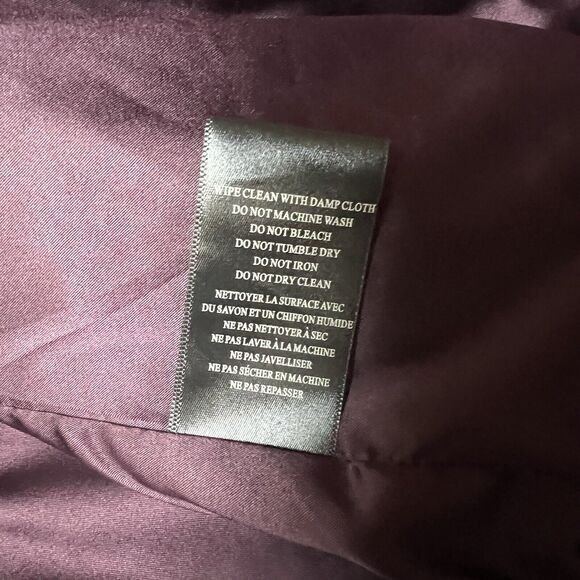 WIPE CLEAN WITH DAMP CLOTH
DO NOT MACHINE WASH
DO NOT BLEACH
DO NOT TUMBLE DRY
DO NOT IRON
DO NOT DRY CLEAN
NETTOYER LA SURFACE AVEC
DU SAVON ET UN CHIFFON HUMIDE
NE PAS NETTOYER À SEC
NE PAS LAVER À LA MACHINE
NE PAS JAVELLISER
NE PAS SÉCHER EN MACHINE
NE PAS REPASSER